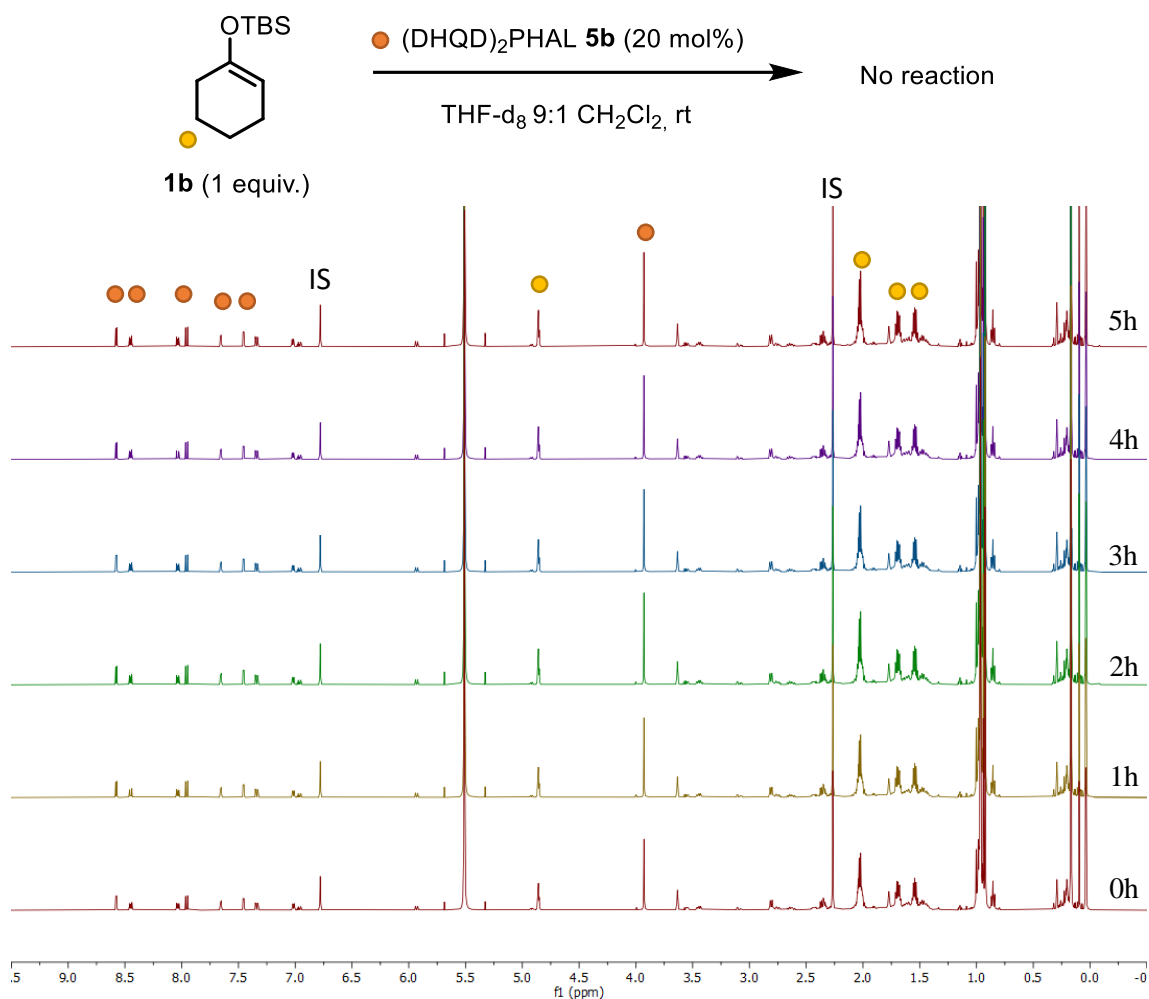 OTBS
(DHQD)₂PHAL 5b (20 mol%)
THF-d₈ 9:1 CH₂Cl₂, rt
No reaction
1b (1 equiv.)
IS
IS
5h
4h
3h
2h
1h
0h
.5 9.0 8.5 8.0 7.5 7.0 6.5 6.0 5.5 5.0 4.5 4.0 3.5 3.0 2.5 2.0 1.5 1.0 0.5 0.0 -0
f1 (ppm)